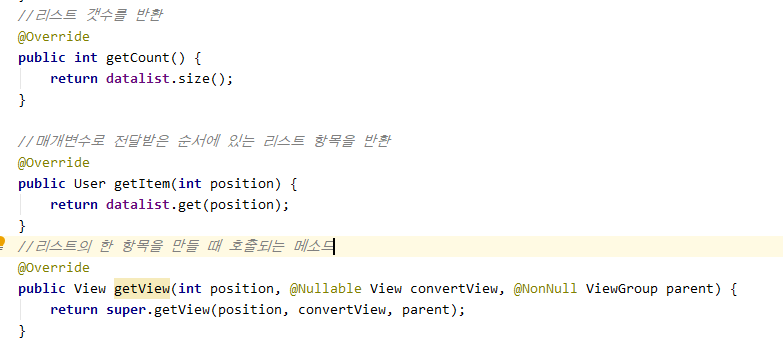 //리스트 갯수를 반환
@Override
public int getCount() {
return datalist.size();
}
//매개변수로 전달받은 순서에 있는 리스트 항목을 반환
@Override
public User getItem(int position) {
return datalist.get(position);
}
//리스트의 한 항목을 만들 때 호출되는 메소드
@Override
public View getView(int position, @Nullable View convertView, @NonNull ViewGroup parent) {
return super.getView(position, convertView, parent);
}